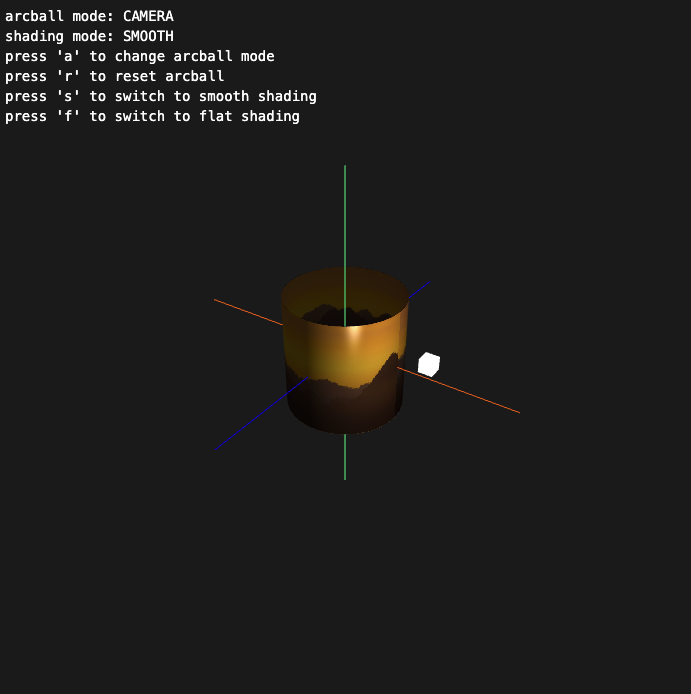 arcball mode: CAMERA
shading mode: SMOOTH
press 'a' to change arcball mode
press 'r' to reset arcball
press 's' to switch to smooth shading
press 'f' to switch to flat shading